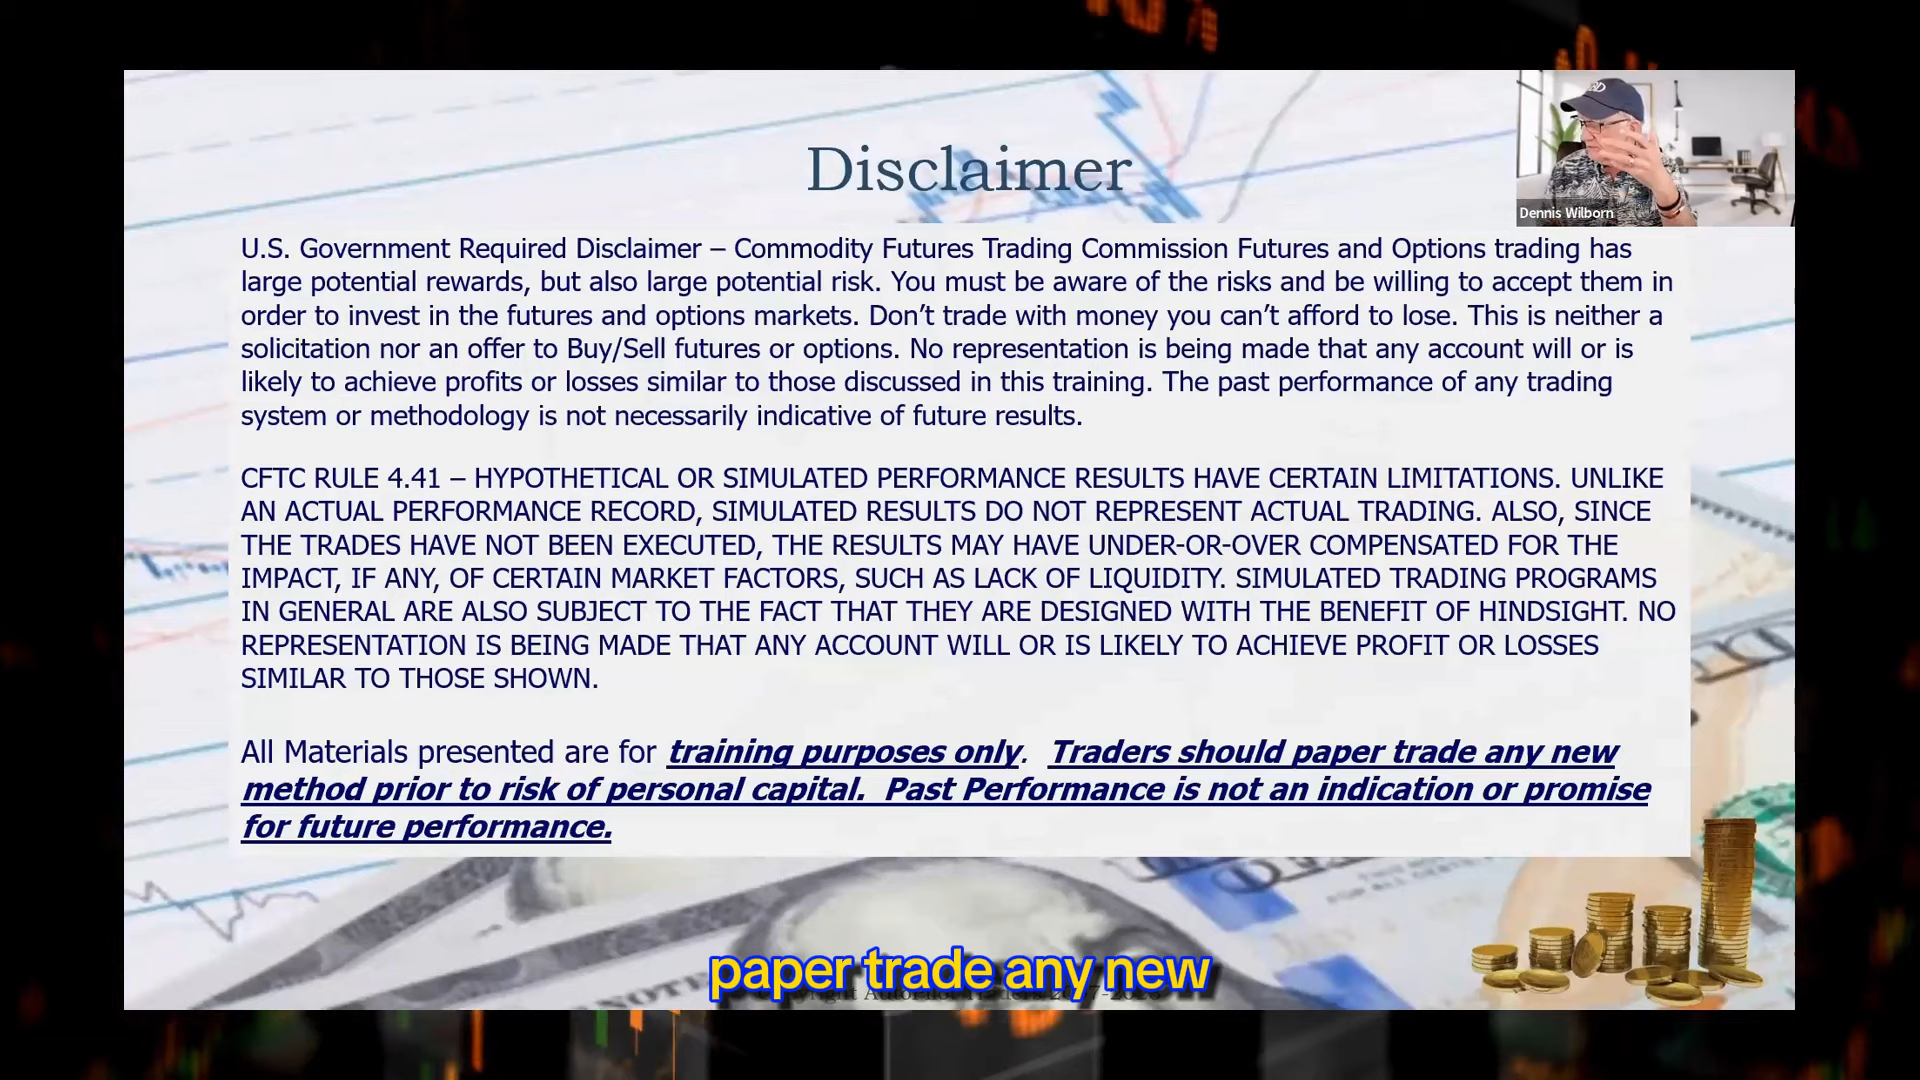 Disclaimer
Dennis Wilborn
U.S. Government Required Disclaimer – Commodity Futures Trading Commission Futures and Options trading has
large potential rewards, but also large potential risk. You must be aware of the risks and be willing to accept them in
order to invest in the futures and options markets. Don’t trade with money you can’t afford to lose. This is neither a
solicitation nor an offer to Buy/Sell futures or options. No representation is being made that any account will or is
likely to achieve profits or losses similar to those discussed in this training. The past performance of any trading
system or methodology is not necessarily indicative of future results.
CFTC RULE 4.41 – HYPOTHETICAL OR SIMULATED PERFORMANCE RESULTS HAVE CERTAIN LIMITATIONS. UNLIKE
AN ACTUAL PERFORMANCE RECORD, SIMULATED RESULTS DO NOT REPRESENT ACTUAL TRADING. ALSO, SINCE
THE TRADES HAVE NOT BEEN EXECUTED, THE RESULTS MAY HAVE UNDER-OR-OVER COMPENSATED FOR THE
IMPACT, IF ANY, OF CERTAIN MARKET FACTORS, SUCH AS LACK OF LIQUIDITY. SIMULATED TRADING PROGRAMS
IN GENERAL ARE ALSO SUBJECT TO THE FACT THAT THEY ARE DESIGNED WITH THE BENEFIT OF HINDSIGHT. NO
REPRESENTATION IS BEING MADE THAT ANY ACCOUNT WILL OR IS LIKELY TO ACHIEVE PROFIT OR LOSSES
SIMILAR TO THOSE SHOWN.
All Materials presented are for training purposes only. Traders should paper trade any new
method prior to risk of personal capital. Past Performance is not an indication or promise
for future performance.
paper trade any new